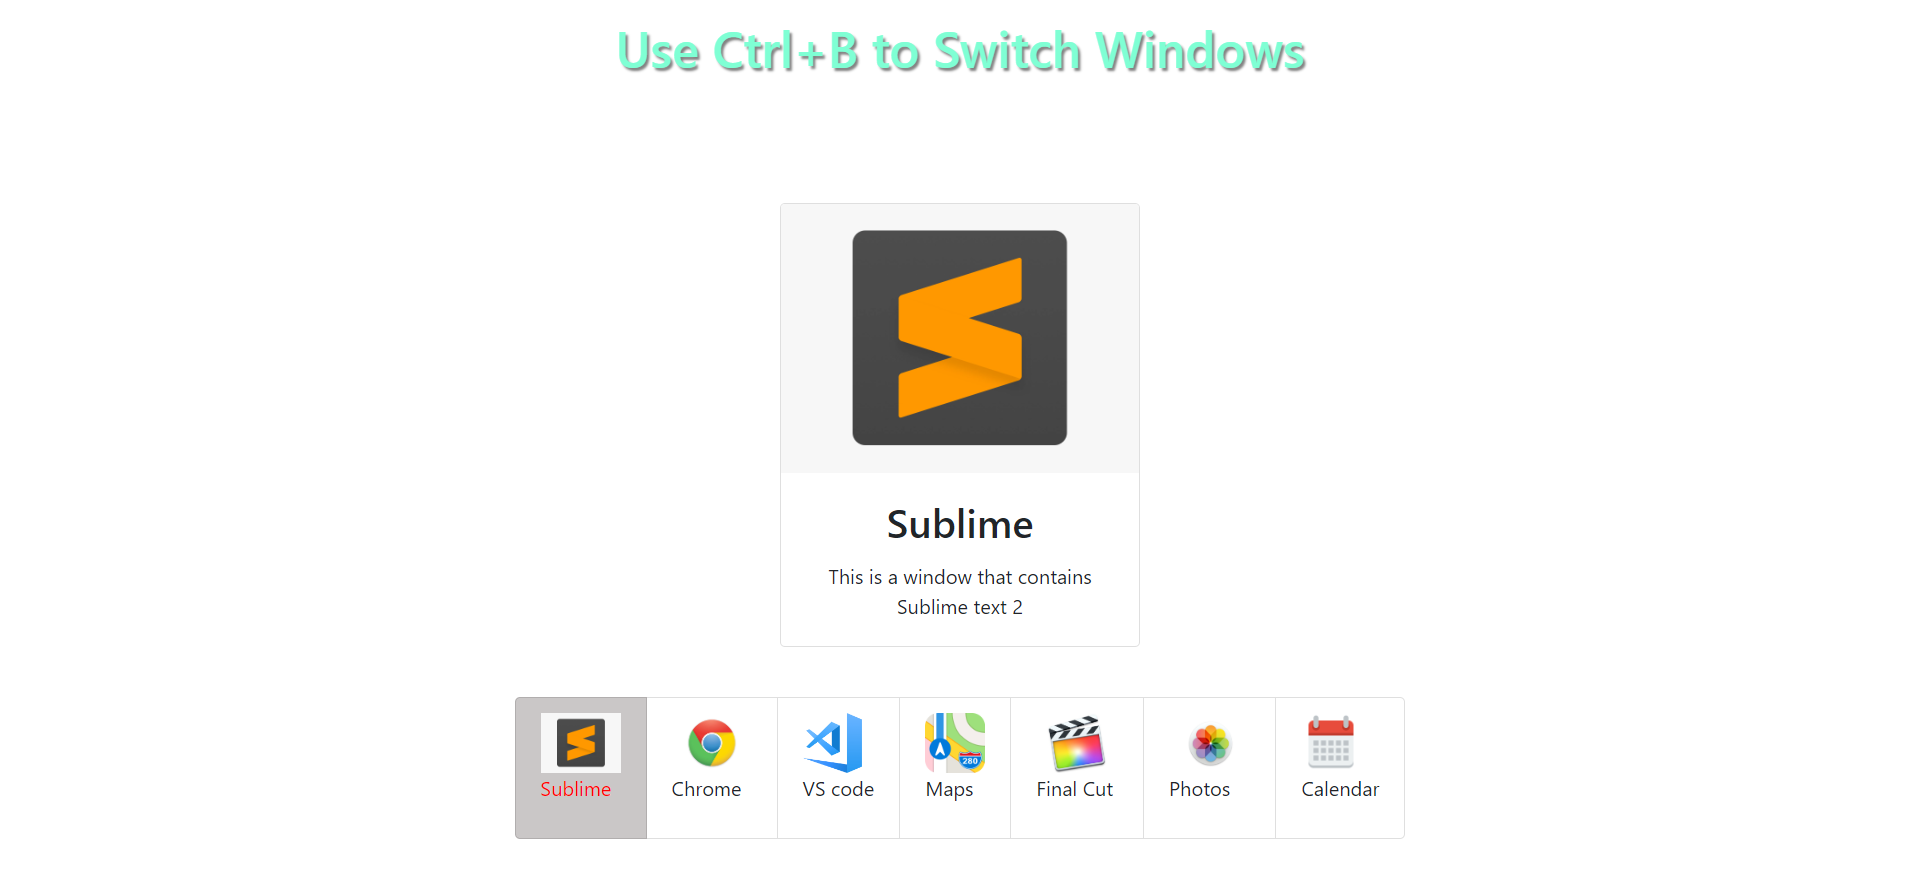 Use Ctrl+B to Switch Windows
Sublime
This is a window that contains
Sublime text 2
280
Sublime
Chrome
VS code
Maps
Final Cut
Photos
Calendar